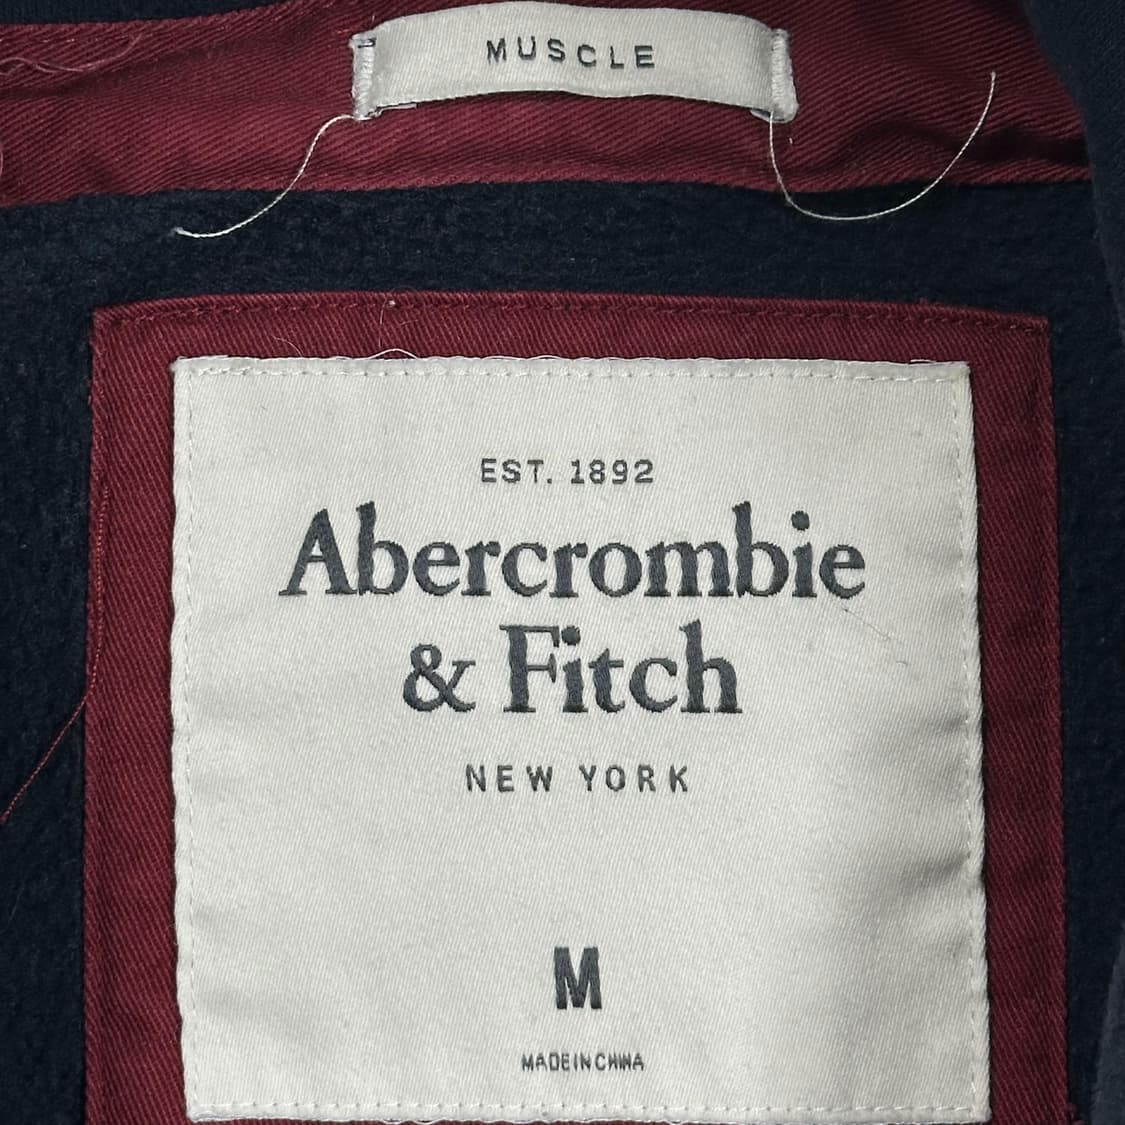 MUSCLE
EST. 1892
Abercrombie
& Fitch
NEW YORK
M
MADE IN CHINA